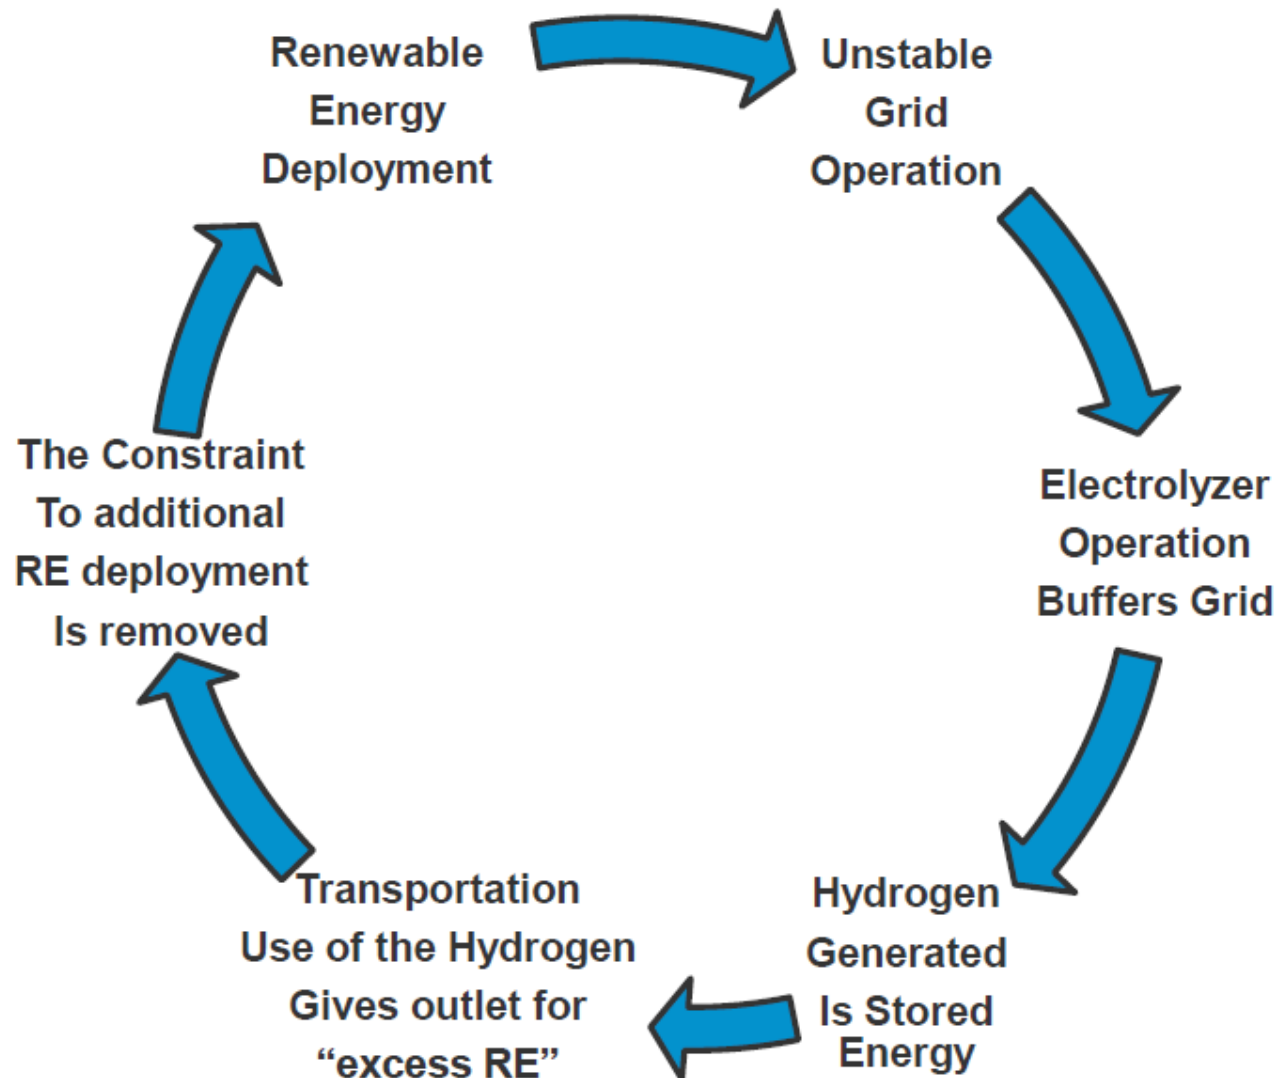 Renewable
Energy
Deployment
Unstable
Grid
Operation
Electrolyzer
Operation
Buffers Grid
Hydrogen
Generated
Is Stored
Energy
Transportation
Use of the Hydrogen
Gives outlet for
“excess RE”
The Constraint
To additional
RE deployment
Is removed